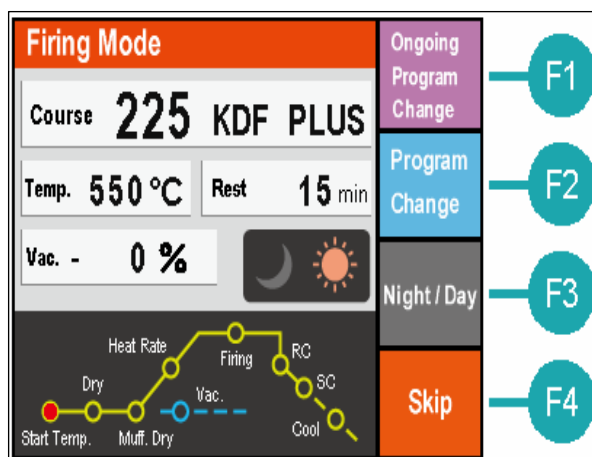 Firing Mode
Course 225 KDF PLUS
Temp. 550 °C Rest 15 min
Vac. - 0 %
Heat Rate
Firing
RC
Dry
Vac.
SC
Start Temp.
Muff. Dry
Cool
Ongoing
Program
Change
F1
Program
Change
F2
Night / Day
F3
Skip
F4